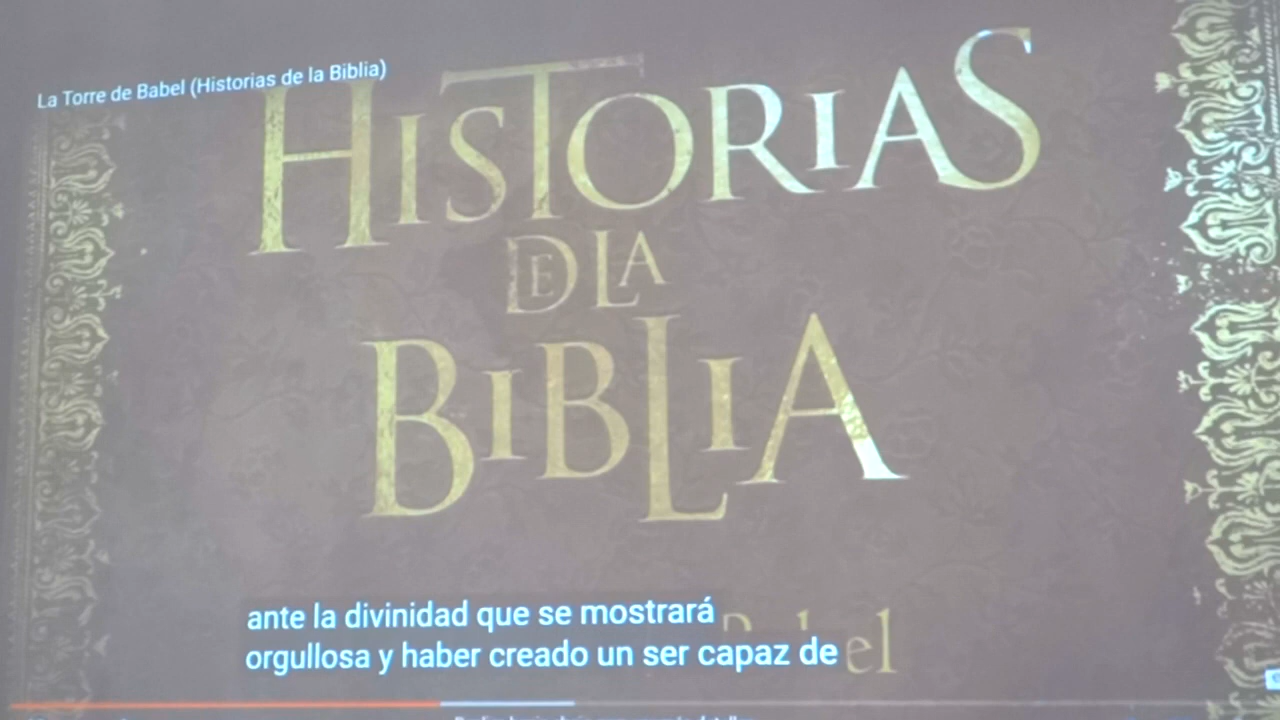 La Torre de Babel (Historias de la Biblia)
HISTORIAS
DE LA
BIBLIA
ante la divinidad que se mostrará
orgullosa y haber creado un ser capaz de